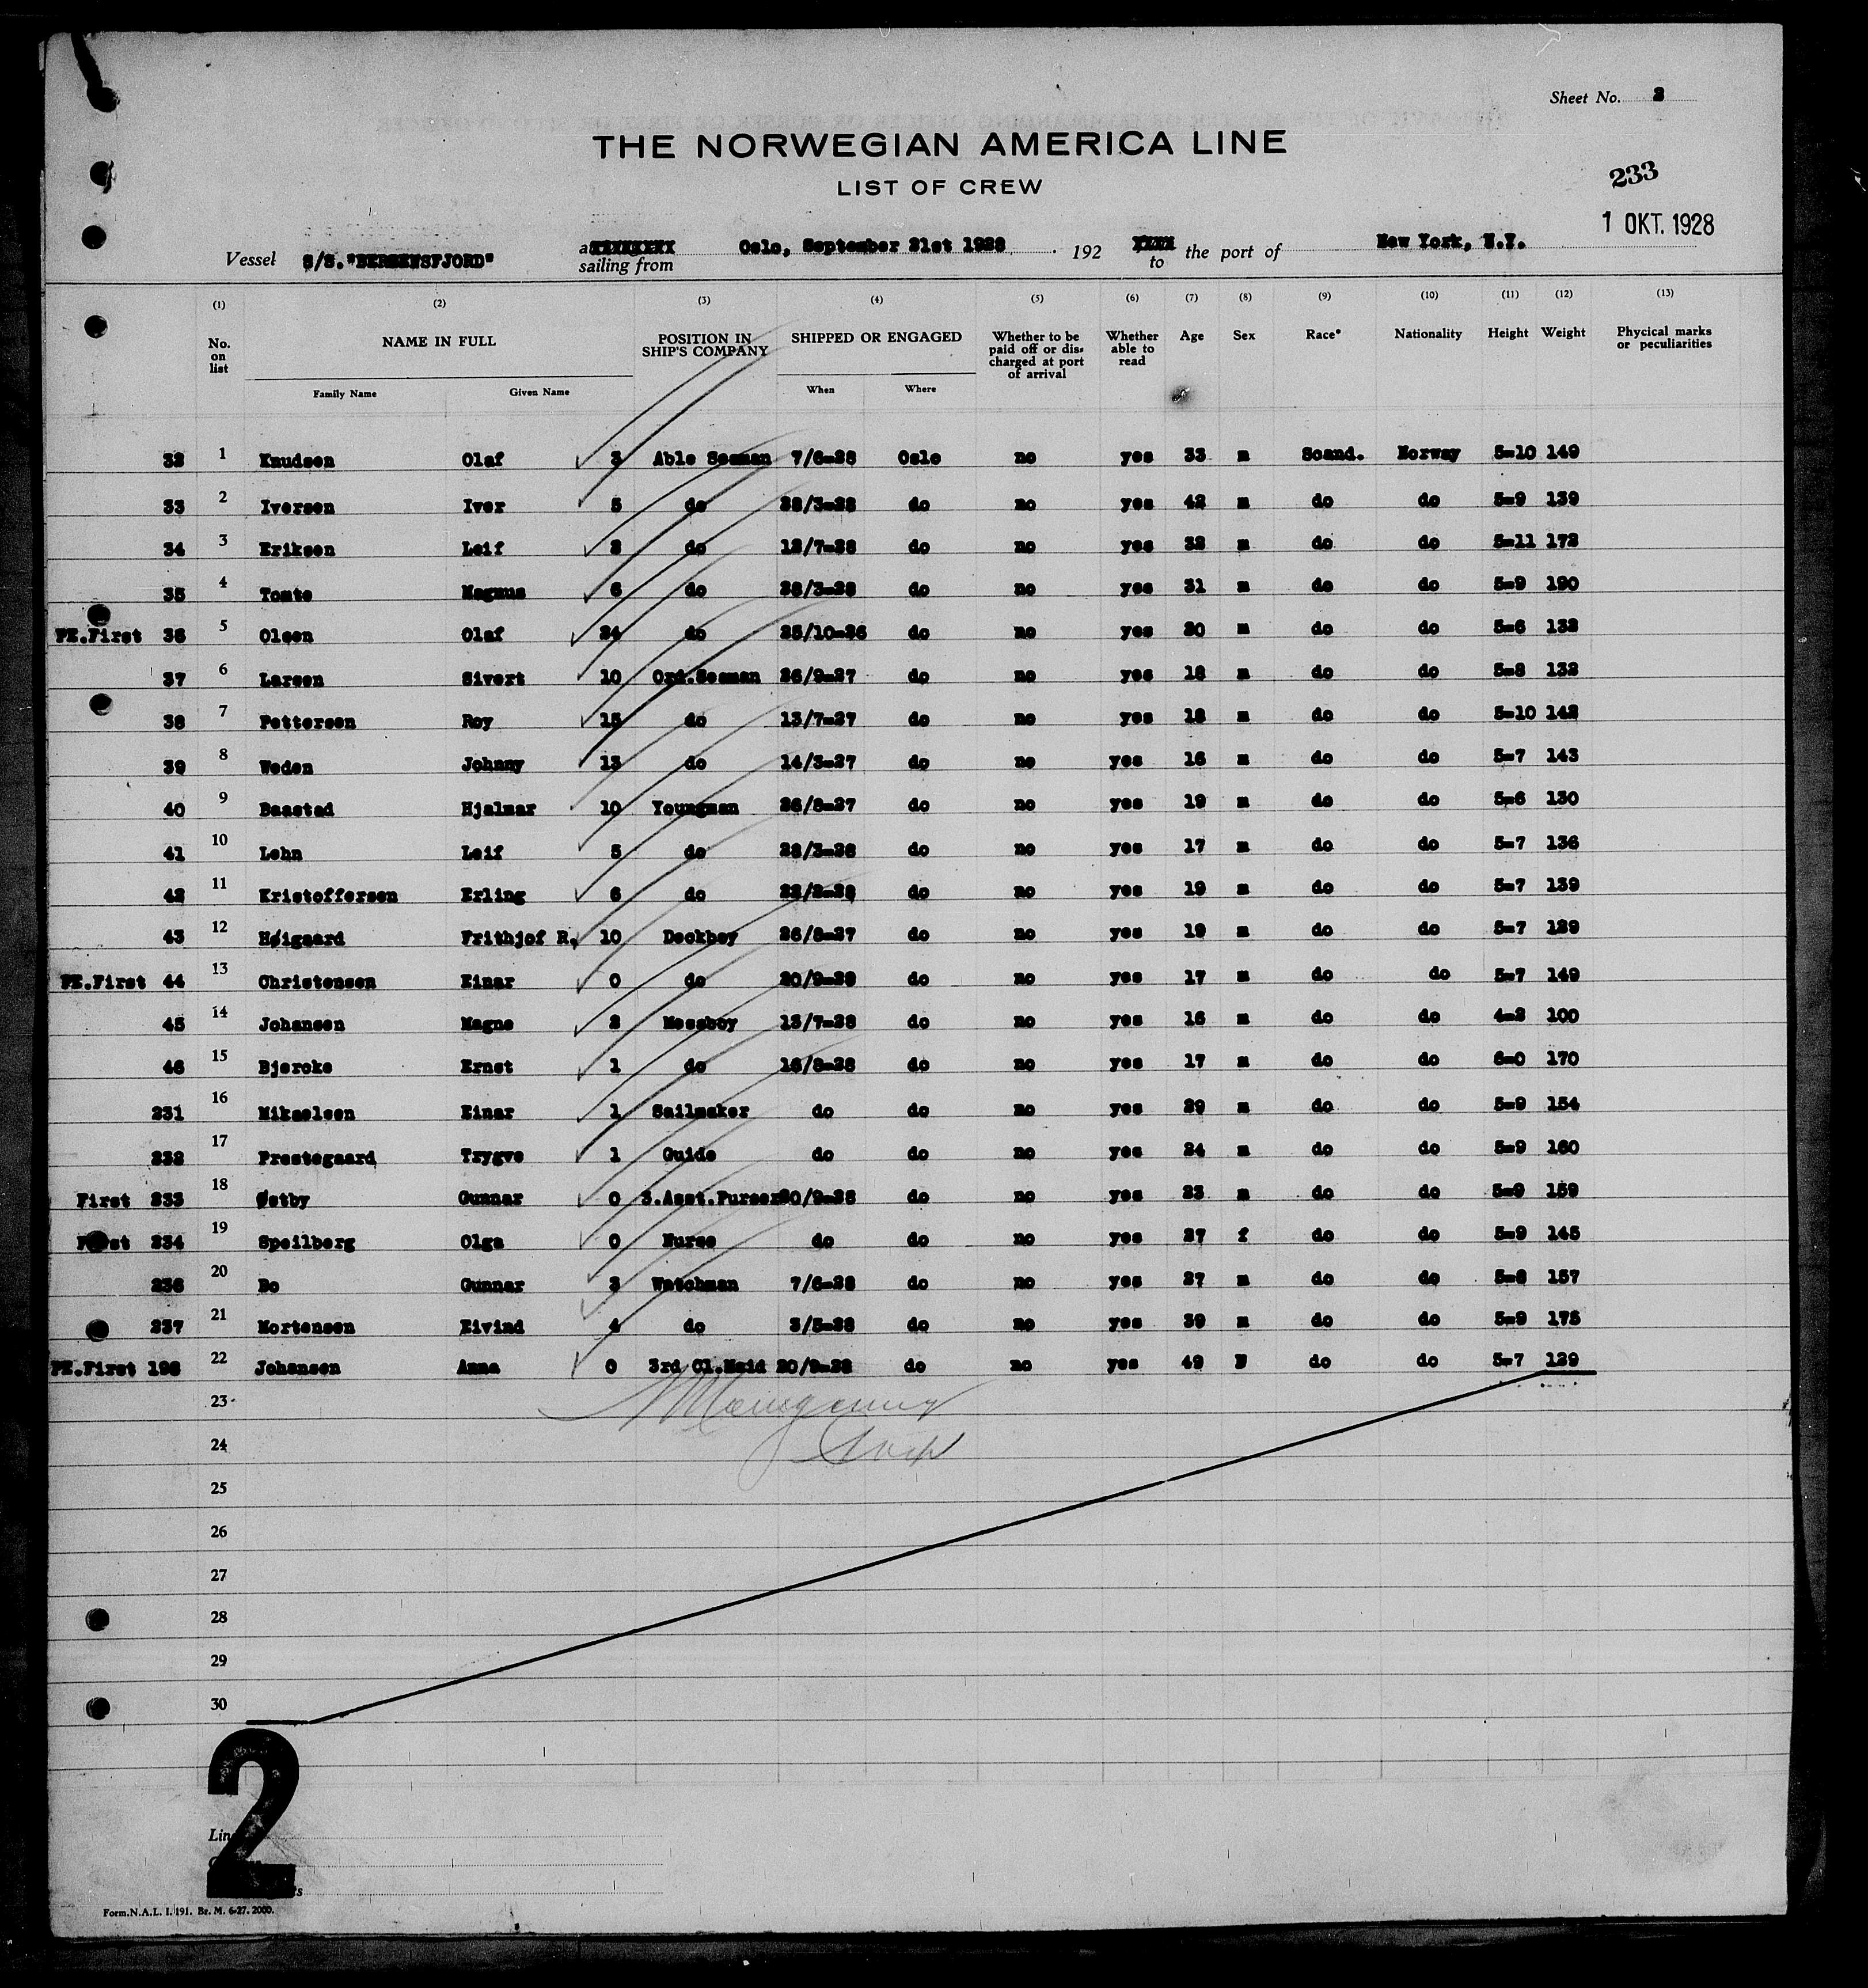 Sheet No. 2
THE NORWEGIAN AMERICA LINE
LIST OF CREW
233
1 OKT. 1928
Vessel S/S."BERGENSFJORD" sailing from Oslo, September 21st 1928 192 to the port of New York, N.Y.
(1) (2) (3) (4) (5) (6) (7) (8) (9) (10) (11) (12) (13)
No. on list NAME IN FULL POSITION IN SHIP'S COMPANY SHIPPED OR ENGAGED Whether to be paid off or discharged at port of arrival Whether able to read Age Sex Race* Nationality Height Weight Phycical marks or peculiarities
Family Name Given Name When Where
32 1 Knudsen Olaf 3 Able Seaman 7/6-28 Oslo no yes 33 m Scand. Norway 5-10 149
33 2 Iversen Iver 5 do 28/3-28 do no yes 42 m do do 5-9 139
34 3 Eriksen Leif 2 do 12/7-28 do no yes 32 m do do 5-11 172
35 4 Tomte Magnus 6 do 28/3-28 do no yes 31 m do do 5-9 190
PE.First 36 5 Olsen Olaf 24 do 25/10-26 do no yes 20 m do do 5-6 132
37 6 Larsen Sivert 10 Ord.Seaman 26/9-27 do no yes 18 m do do 5-8 132
38 7 Pettersen Roy 15 do 13/7-27 do no yes 18 m do do 5-10 142
39 8 Weden Johnny 13 do 14/3-27 do no yes 16 m do do 5-7 143
40 9 Baastad Hjalmar 10 Youngman 26/8-27 do no yes 19 m do do 5-6 130
41 10 Lehn Leif 5 do 28/3-28 do no yes 17 m do do 5-7 136
42 11 Kristoffersen Erling 6 do 22/2-28 do no yes 19 m do do 5-7 139
43 12 Høigaard Frithjof R. 10 Deckboy 26/8-27 do no yes 19 m do do 5-7 129
PE.First 44 13 Christensen Einar 0 do 20/9-28 do no yes 17 m do do 5-7 149
45 14 Johansen Magne 2 Messboy 13/7-28 do no yes 16 m do do 4-2 100
46 15 Bjercke Ernst 1 do 16/8-28 do no yes 17 m do do 6-0 170
231 16 Mikaelsen Einar 1 Sailmaker do do no yes 29 m do do 5-9 154
232 17 Prestegaard Trygve 1 Guide do do no yes 24 m do do 5-9 160
First 233 18 Østby Gunnar 0 3.Asst.Purser 20/9-28 do no yes 23 m do do 5-9 159
First 234 19 Speilberg Olga 0 Nurse do do no yes 27 f do do 5-9 145
236 20 Bo Gunnar 3 Watchman 7/6-28 do no yes 27 m do do 5-8 157
237 21 Mortensen Eivind 4 do 3/5-28 do no yes 39 m do do 5-9 175
PE.First 198 22 Johansen Anna 0 3rd Cl.Maid 20/9-28 do no yes 49 F do do 5-7 129
23
24
25
26
27
28
29
30
2
Form.N.A.L. I. 191. Br. M. 6-27. 2000.